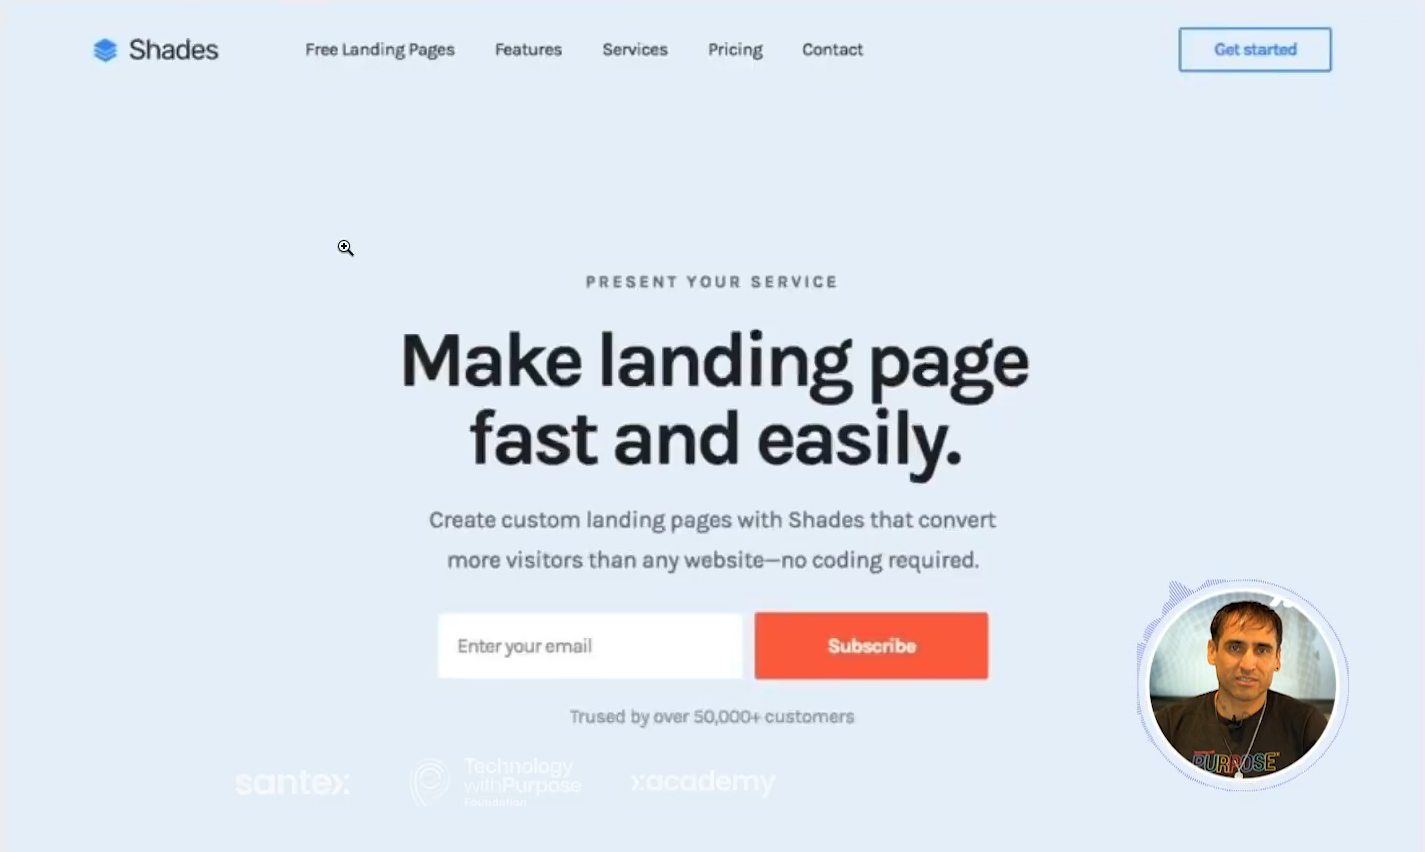 Shades
Free Landing Pages
Features
Services
Pricing
Contact
Get started
PRESENT YOUR SERVICE
Make landing page
fast and easily.
Create custom landing pages with Shades that convert
more visitors than any website—no coding required.
Enter your email
Subscribe
Trused by over 50,000+ customers
santex
Technology
withPurpose
Foundation
xacademy
PURPOSE